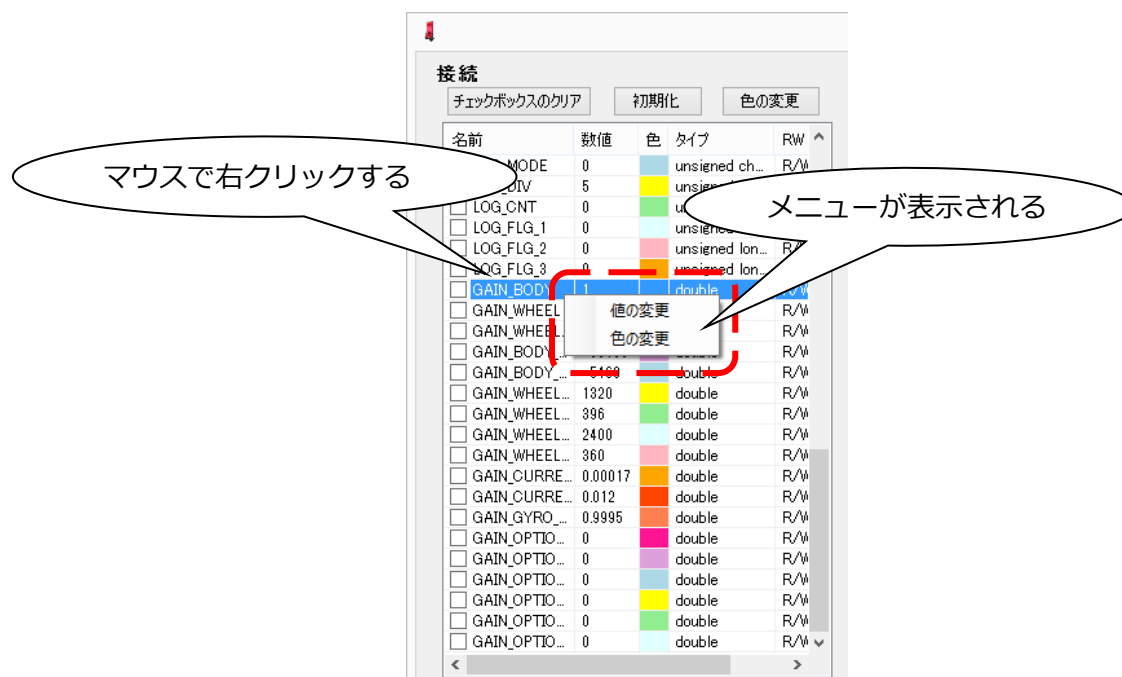 接続
チェックボックスのクリア 初期化 色の変更
名前 数値 色 タイプ RW
マウスで右クリックする
メニューが表示される
MODE 0 unsigned ch... R/W
DIV 5
LOG_CNT 0
LOG_FLG_1 0
LOG_FLG_2 0 unsigned lon...
LOG_FLG_3 0 unsigned lon...
GAIN_BODY 1 double
GAIN_WHEEL R/W
GAIN_WHEEL R/W
GAIN_BODY_... R/W
GAIN_BODY_... double R/W
値の変更
色の変更
GAIN_WHEEL... 1320 double R/W
GAIN_WHEEL... 396 double R/W
GAIN_WHEEL... 2400 double R/W
GAIN_WHEEL... 360 double R/W
GAIN_CURRE... 0.00017 double R/W
GAIN_CURRE... 0.012 double R/W
GAIN_GYRO_... 0.9995 double R/W
GAIN_OPTIO... 0 double R/W
GAIN_OPTIO... 0 double R/W
GAIN_OPTIO... 0 double R/W
GAIN_OPTIO... 0 double R/W
GAIN_OPTIO... 0 double R/W
GAIN_OPTIO... 0 double R/W